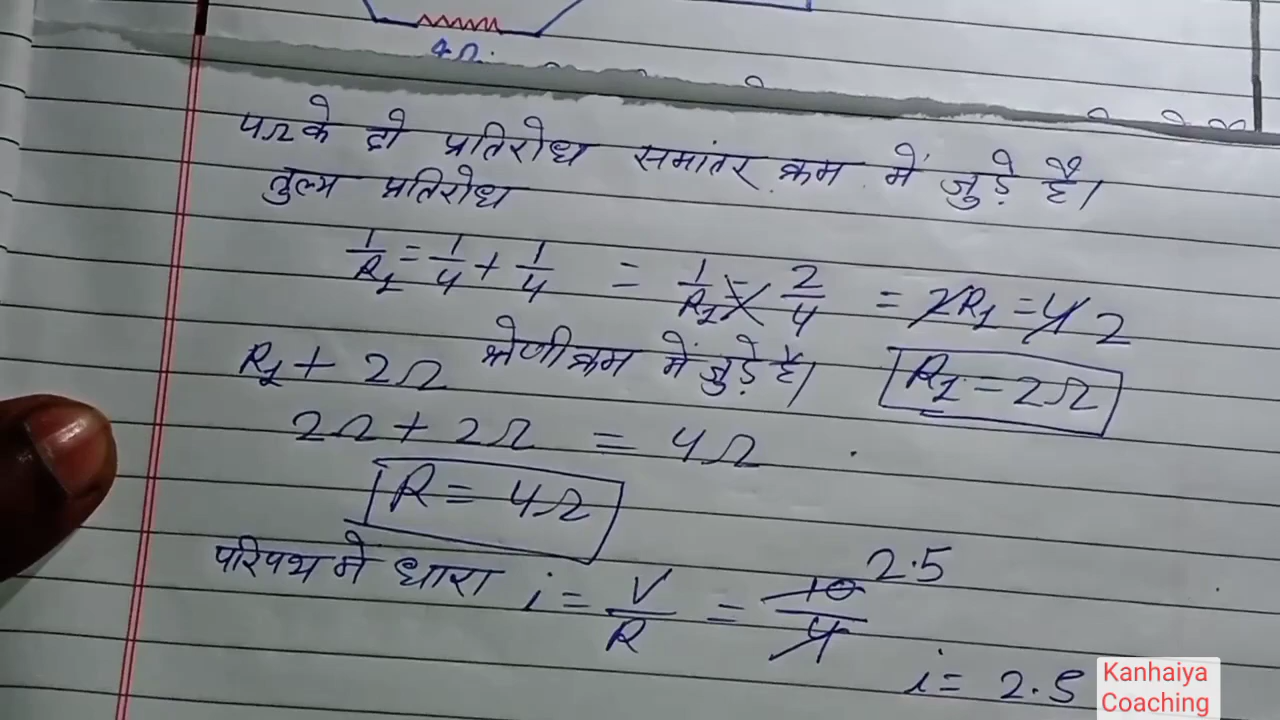 4Ω
4Ω के दो प्रतिरोध समांतर क्रम में जुड़े है।
तुल्य प्रतिरोध
1/R₁ = 1/4 + 1/4 = 1/R₁ = 2/4 = 2R₁ = 4 2
R₁ + 2Ω श्रेणीक्रम में जुड़े है। R₁ = 2Ω
2Ω + 2Ω = 4Ω
R = 4Ω
परिपथ मे धारा i = V/R = 10/4 2.5
i = 2.5
Kanhaiya
Coaching